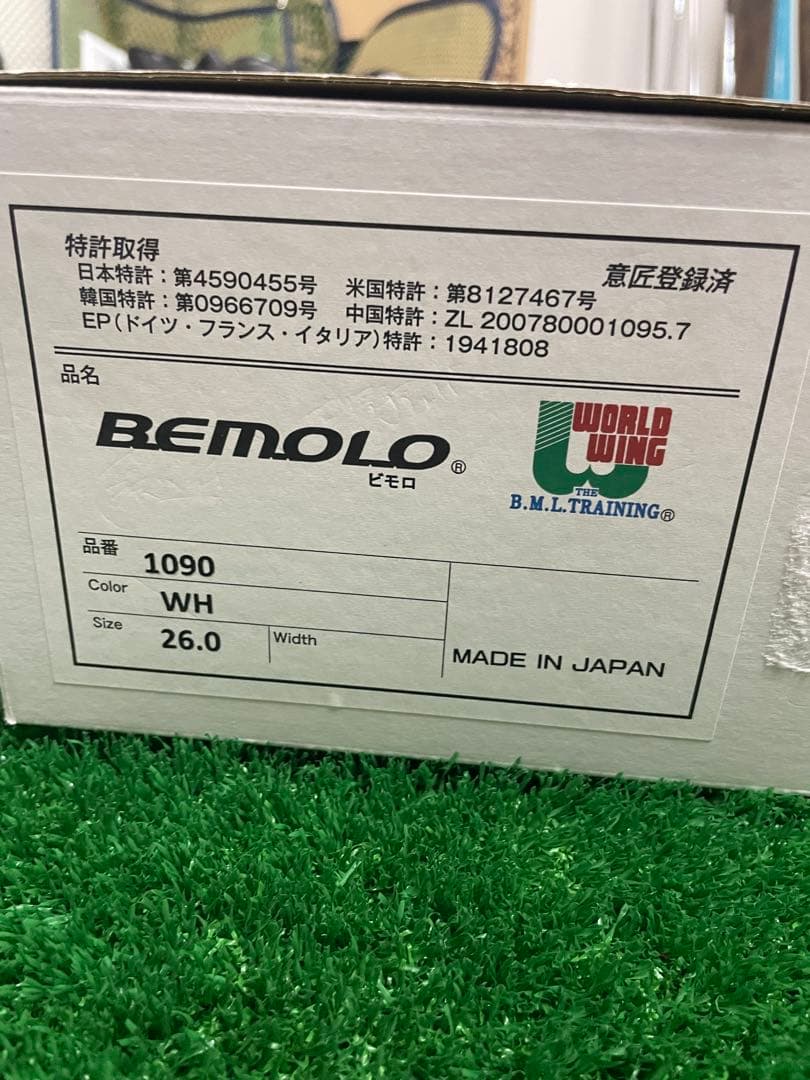 特許取得
意匠登録済
日本特許:第4590455号 米国特許:第8127467号
韓国特許:第0966709号 中国特許:ZL 200780001095.7
EP(ドイツ・フランス・イタリア)特許:1941808
品名
B.E.M.O.L.O®
ビモロ
WORLD
WING
THE
B.M.L.TRAINING®
品番 1090
Color WH
Size 26.0 Width
MADE IN JAPAN